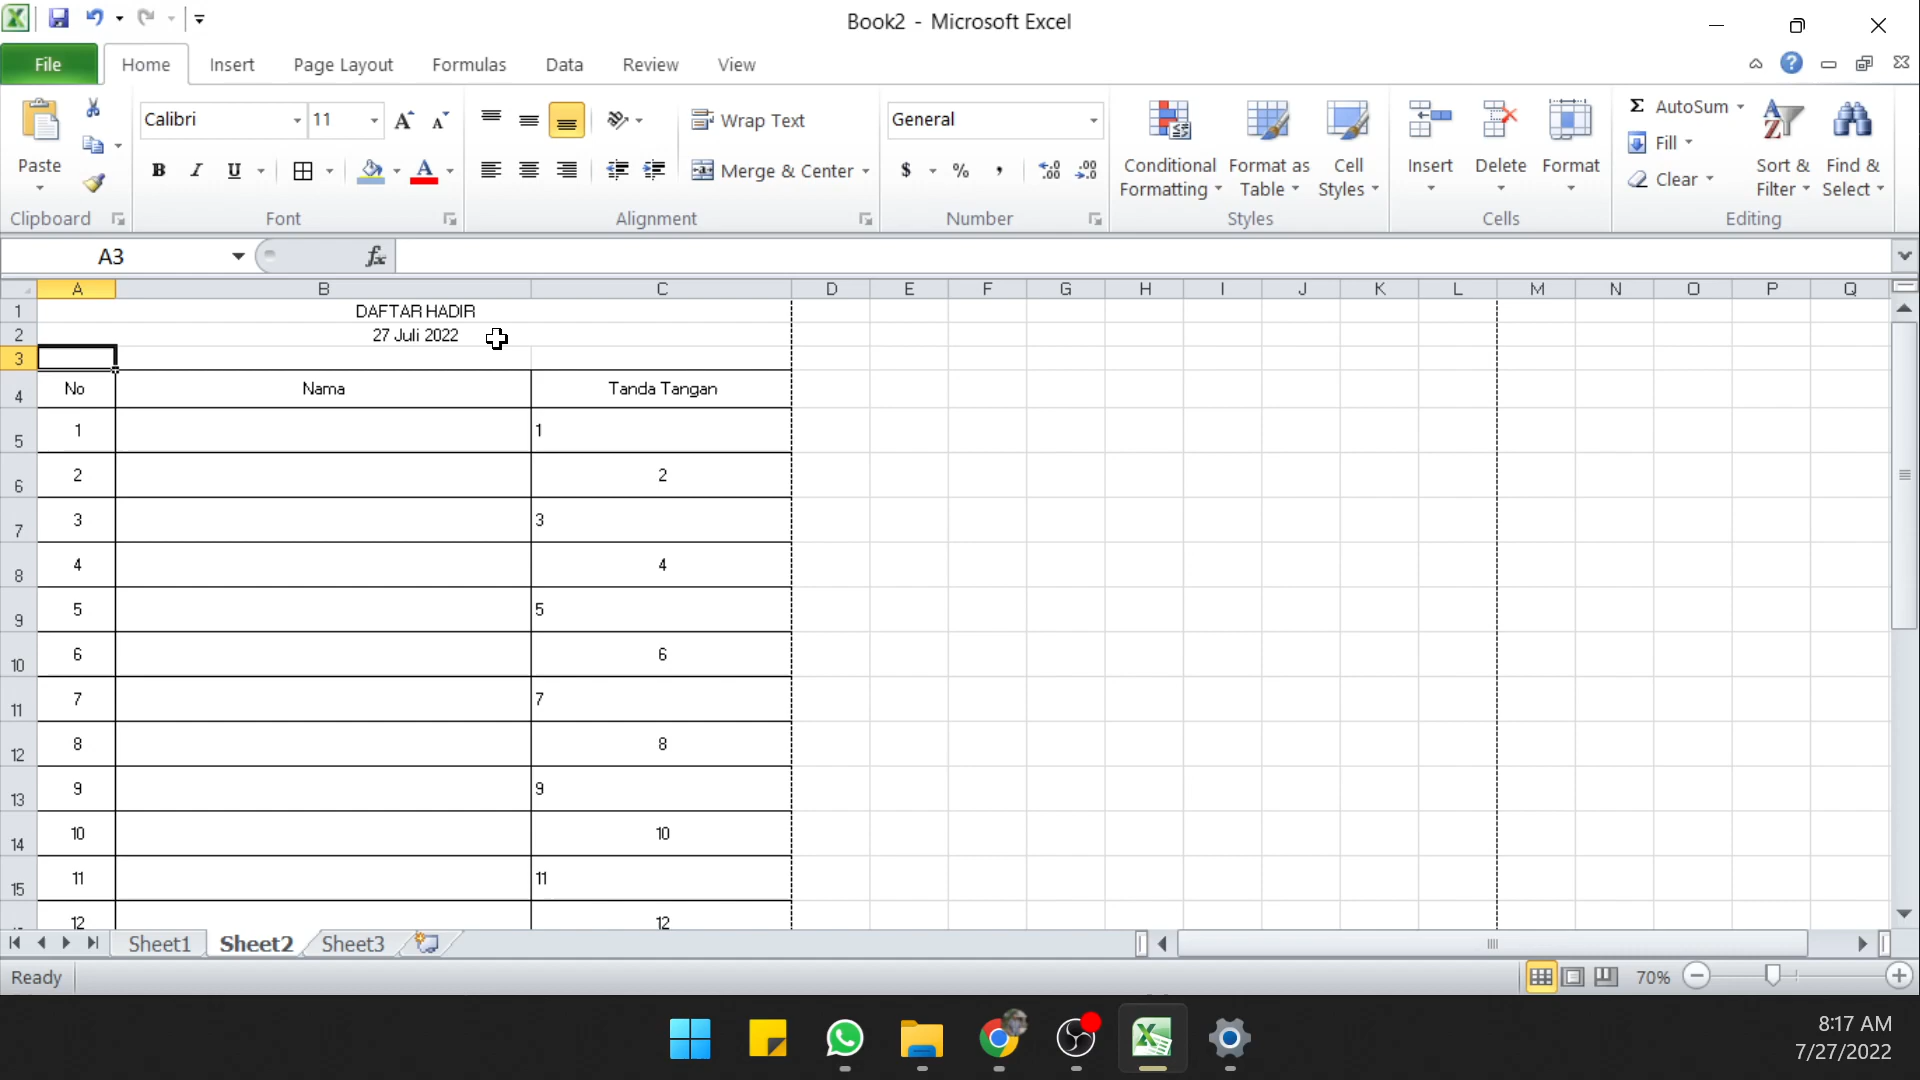 Book2 - Microsoft Excel
File Home Insert Page Layout Formulas Data Review View
Calibri 11 Wrap Text General AutoSum
Fill
Paste B I U A Merge & Center $ % , Conditional Formatting Format as Table Cell Styles Insert Delete Format Clear Sort & Filter Find & Select
Clipboard Font Alignment Number Styles Cells Editing
A3 fx
A B C D E F G H I J K L M N O P Q
1 DAFTAR HADIR
2 27 Juli 2022
3
4 No Nama Tanda Tangan
5 1 1
6 2 2
7 3 3
8 4 4
9 5 5
10 6 6
11 7 7
12 8 8
13 9 9
14 10 10
15 11 11
12 12
Sheet1 Sheet2 Sheet3
Ready 70%
8:17 AM
7/27/2022